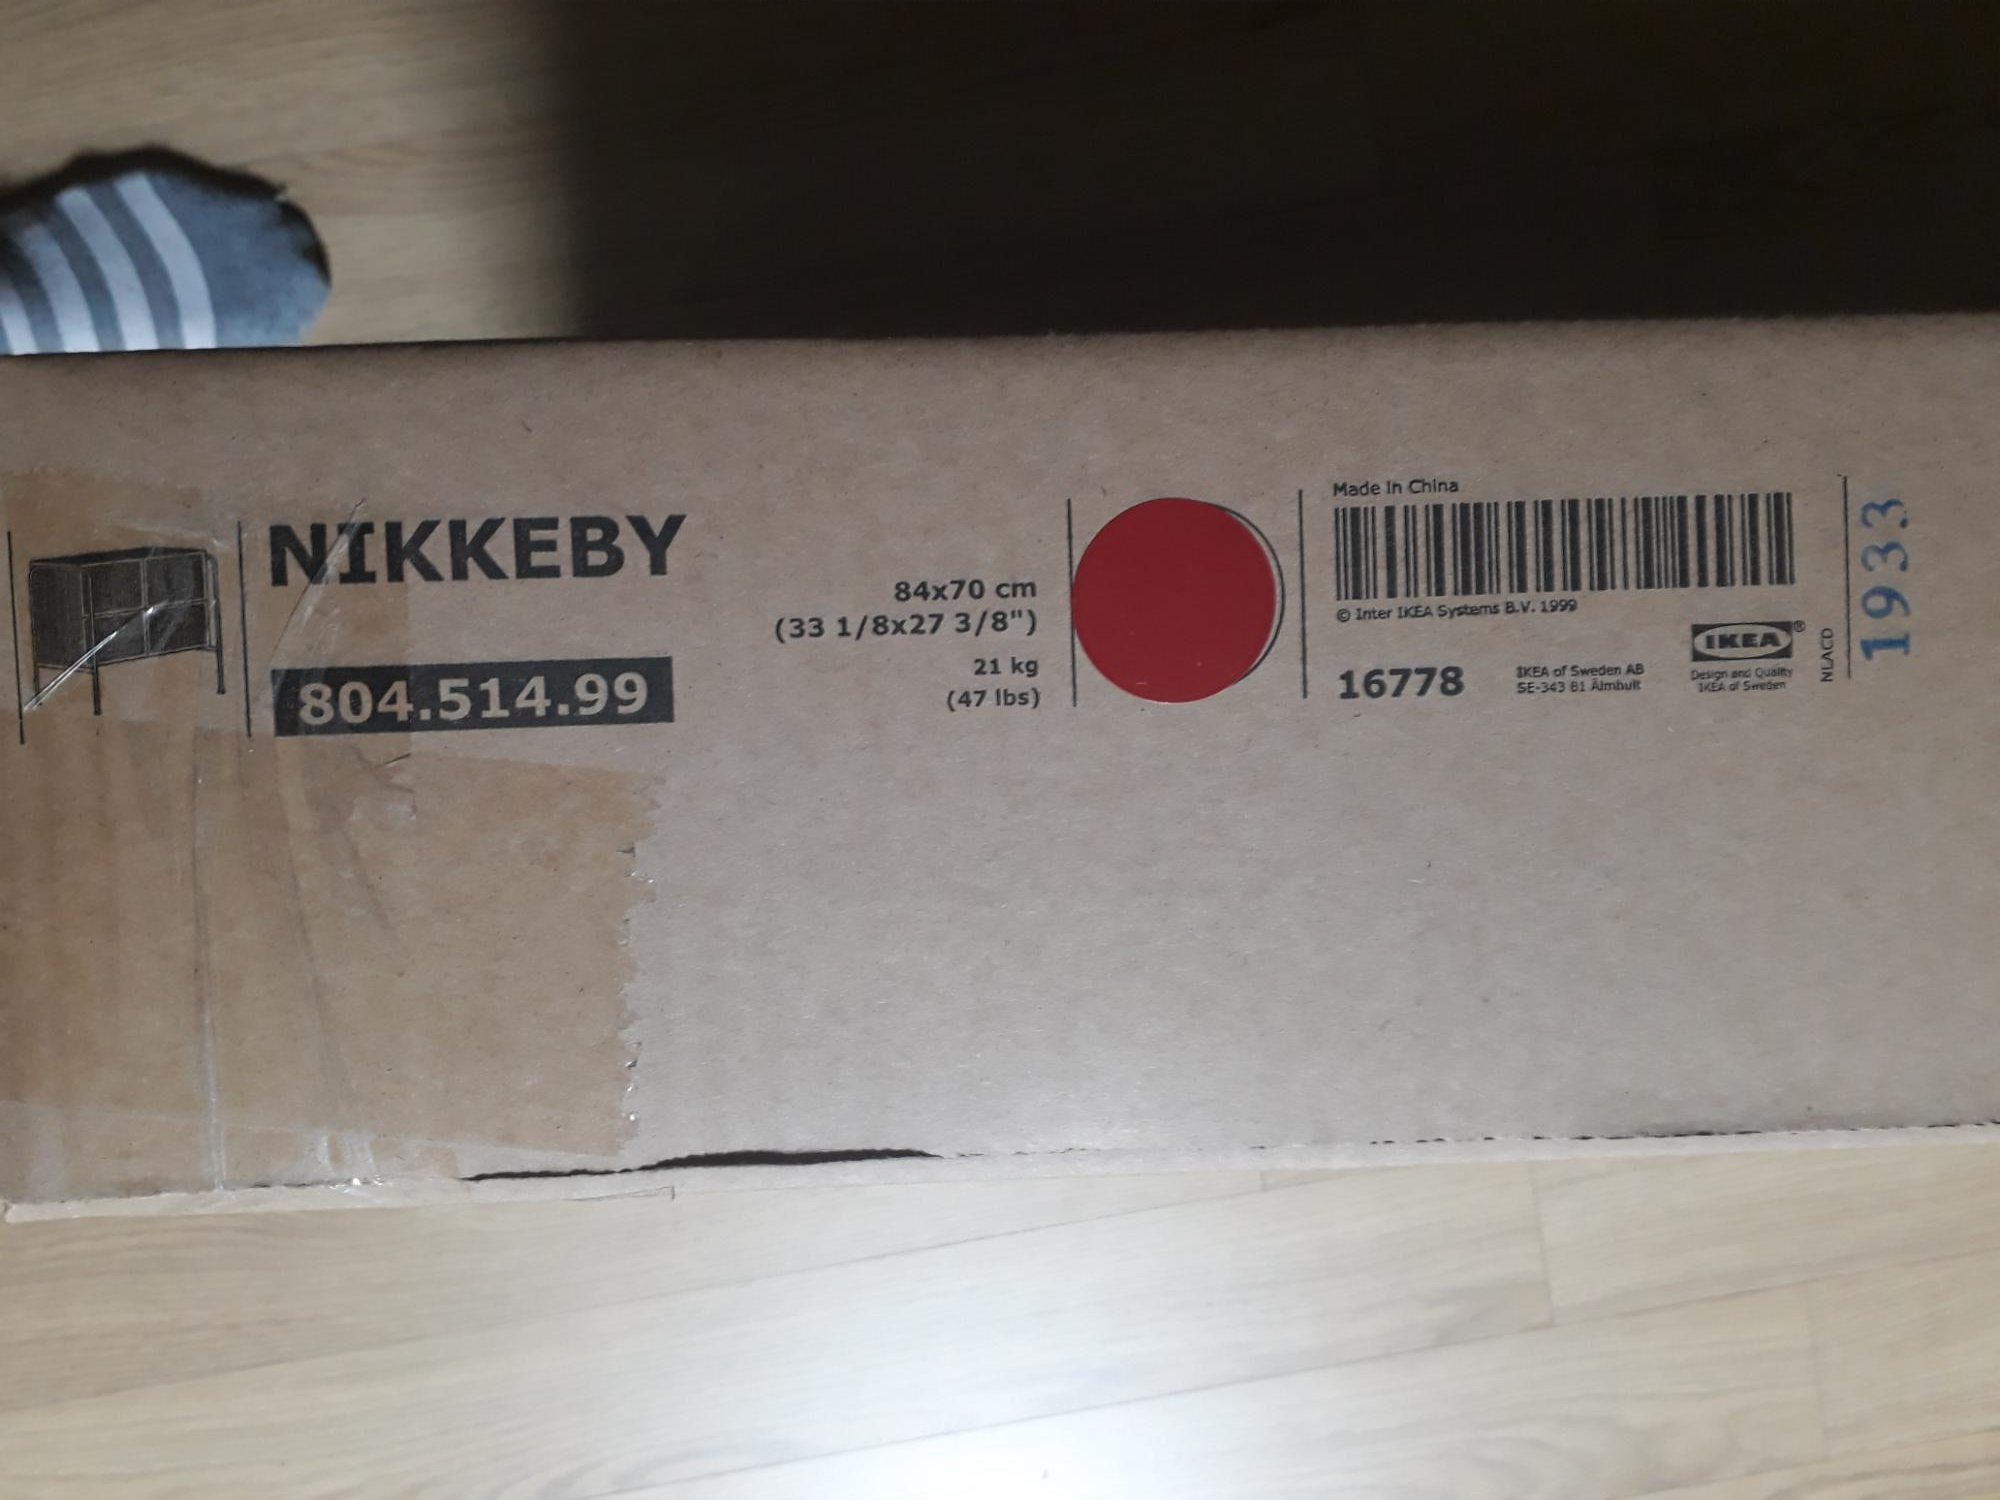 NIKKEBY
804.514.99
84x70 cm
(33 1/8x27 3/8")
21 kg
(47 lbs)
Made in China
© Inter IKEA Systems B.V. 1999
16778
IKEA of Sweden AB
SE-343 81 Älmhult
IKEA®
Design and Quality
IKEA of Sweden
NLACD
1933